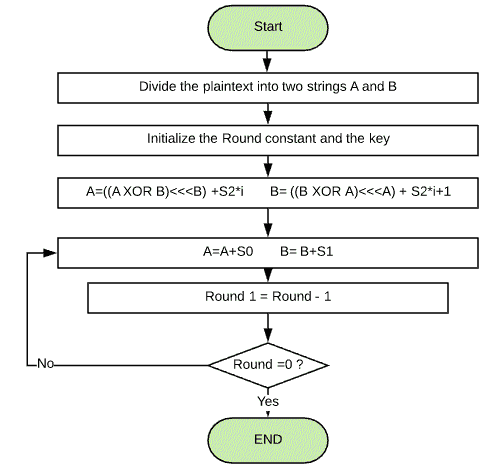 Start
Divide the plaintext into two strings A and B
Initialize the Round constant and the key
A=((A XOR B)<<<B) +S2*i B= ((B XOR A)<<<A) + S2*i+1
A=A+S0 B= B+S1
Round 1 = Round - 1
Round =0 ?
No
Yes
END